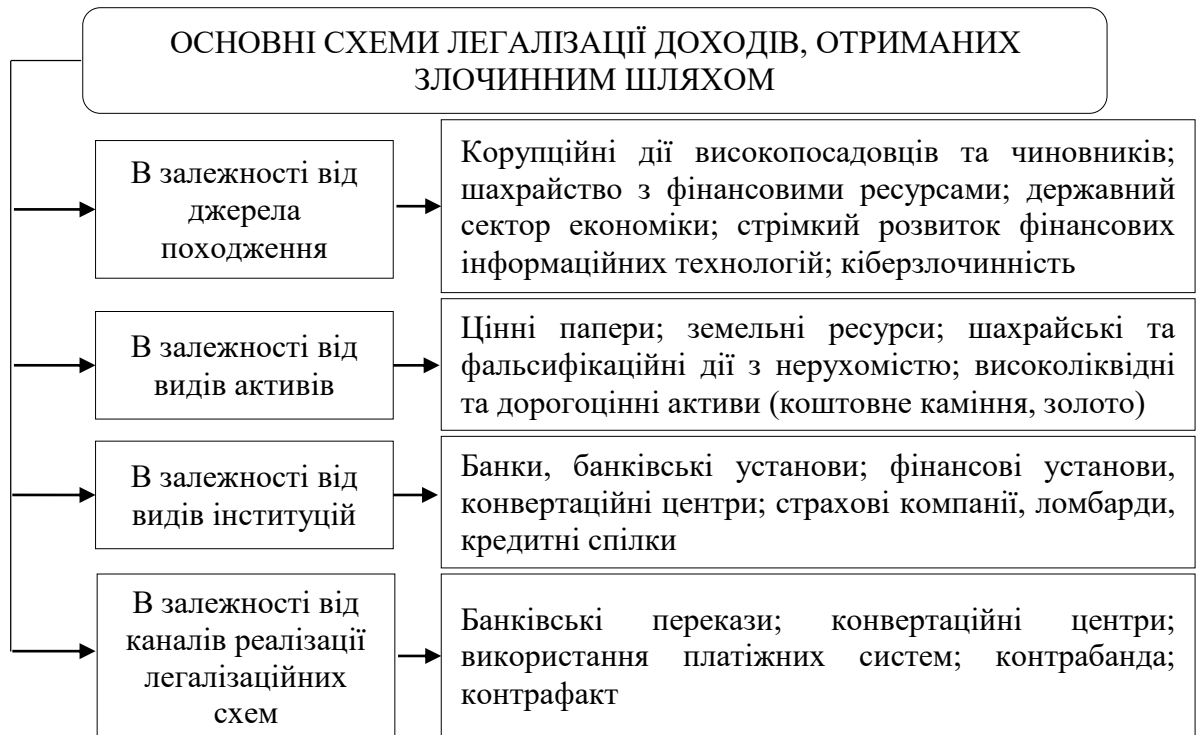 ОСНОВНІ СХЕМИ ЛЕГАЛІЗАЦІЇ ДОХОДІВ, ОТРИМАНИХ
ЗЛОЧИННИМ ШЛЯХОМ
В залежності від
джерела
походження
Корупційні дії високопосадовців та чиновників;
шахрайство з фінансовими ресурсами; державний
сектор економіки; стрімкий розвиток фінансових
інформаційних технологій; кіберзлочинність
В залежності від
видів активів
Цінні папери; земельні ресурси; шахрайські та
фальсифікаційні дії з нерухомістю; високоліквідні
та дорогоцінні активи (коштовне каміння, золото)
В залежності від
видів інституцій
Банки, банківські установи; фінансові установи,
конвертаційні центри; страхові компанії, ломбарди,
кредитні спілки
В залежності від
каналів реалізації
легалізаційних
схем
Банківські перекази; конвертаційні центри;
використання платіжних систем; контрабанда;
контрафакт